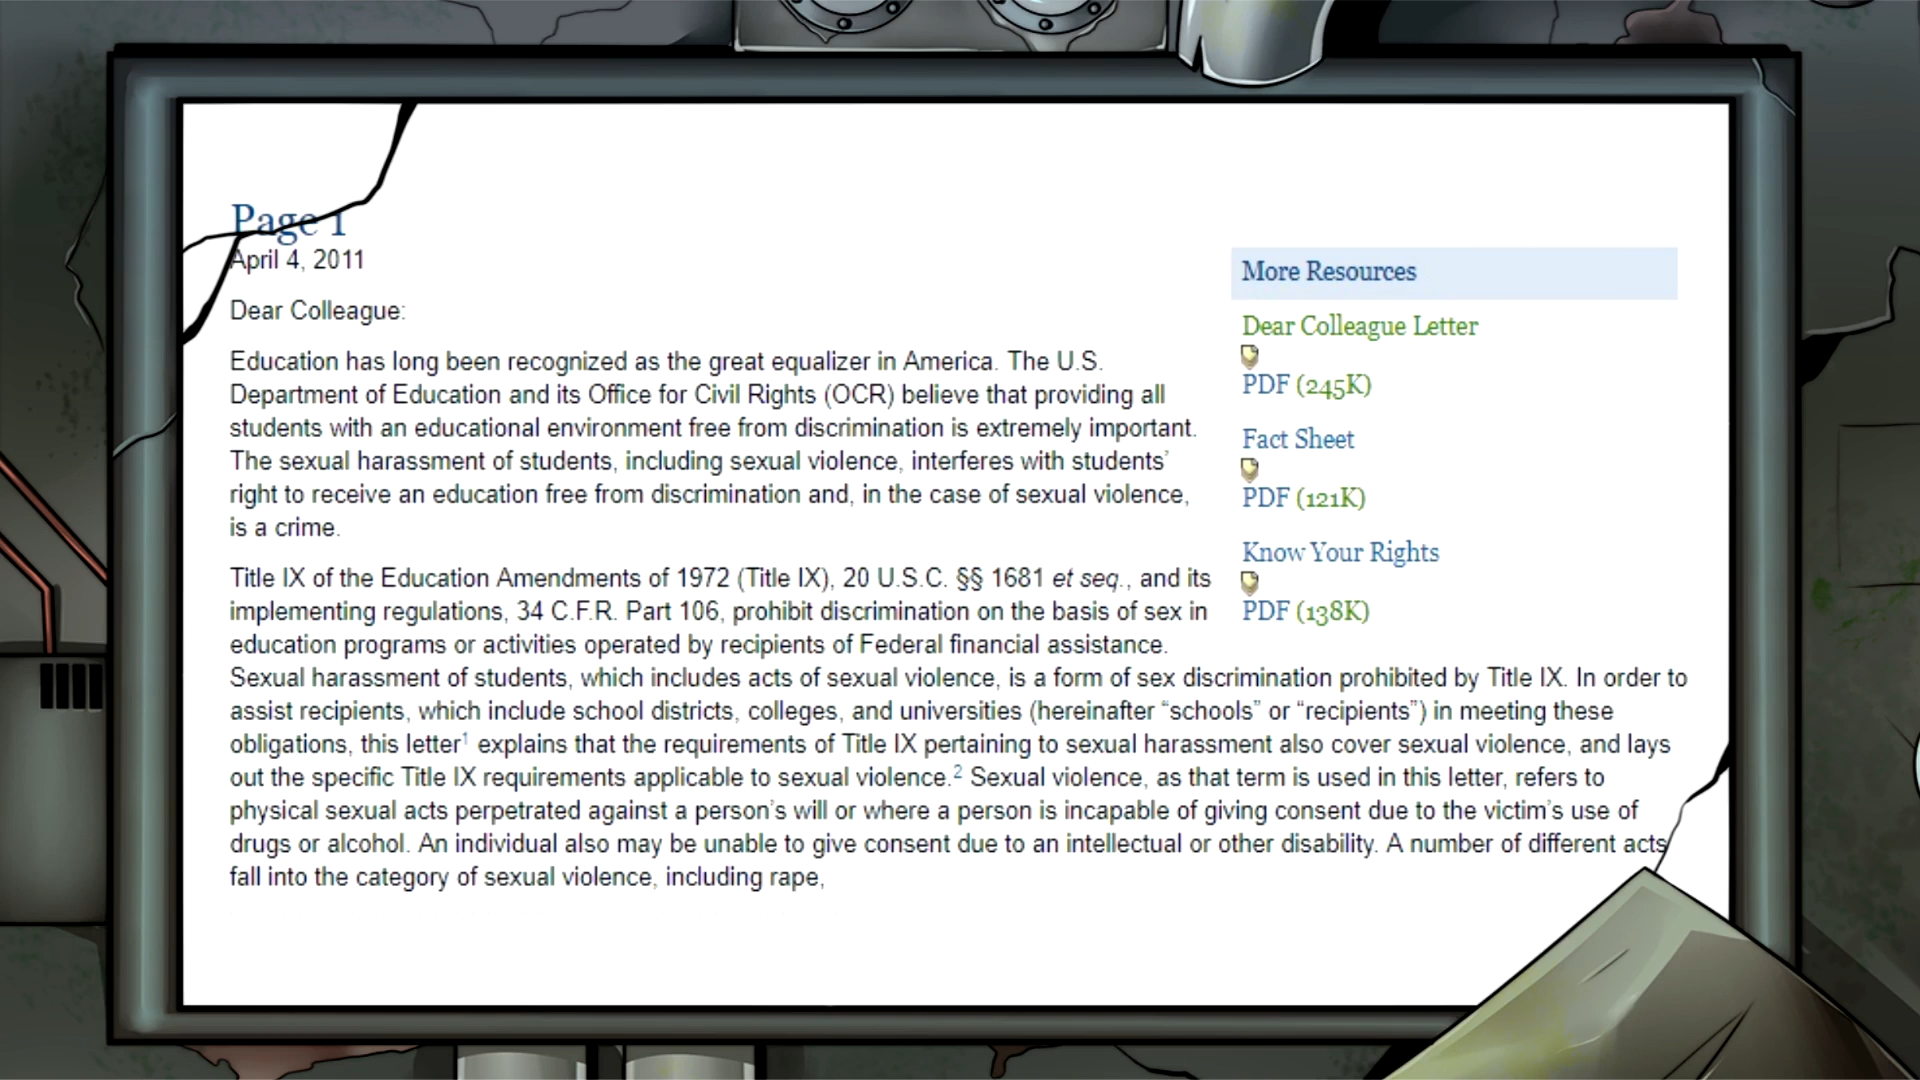 Page 1
April 4, 2011
Dear Colleague:
Education has long been recognized as the great equalizer in America. The U.S.
Department of Education and its Office for Civil Rights (OCR) believe that providing all
students with an educational environment free from discrimination is extremely important.
The sexual harassment of students, including sexual violence, interferes with students’
right to receive an education free from discrimination and, in the case of sexual violence,
is a crime.
Title IX of the Education Amendments of 1972 (Title IX), 20 U.S.C. §§ 1681 et seq., and its
implementing regulations, 34 C.F.R. Part 106, prohibit discrimination on the basis of sex in
education programs or activities operated by recipients of Federal financial assistance.
Sexual harassment of students, which includes acts of sexual violence, is a form of sex discrimination prohibited by Title IX. In order to
assist recipients, which include school districts, colleges, and universities (hereinafter “schools” or “recipients”) in meeting these
obligations, this letter1 explains that the requirements of Title IX pertaining to sexual harassment also cover sexual violence, and lays
out the specific Title IX requirements applicable to sexual violence.2 Sexual violence, as that term is used in this letter, refers to
physical sexual acts perpetrated against a person’s will or where a person is incapable of giving consent due to the victim’s use of
drugs or alcohol. An individual also may be unable to give consent due to an intellectual or other disability. A number of different acts
fall into the category of sexual violence, including rape,
More Resources
Dear Colleague Letter
PDF (245K)
Fact Sheet
PDF (121K)
Know Your Rights
PDF (138K)